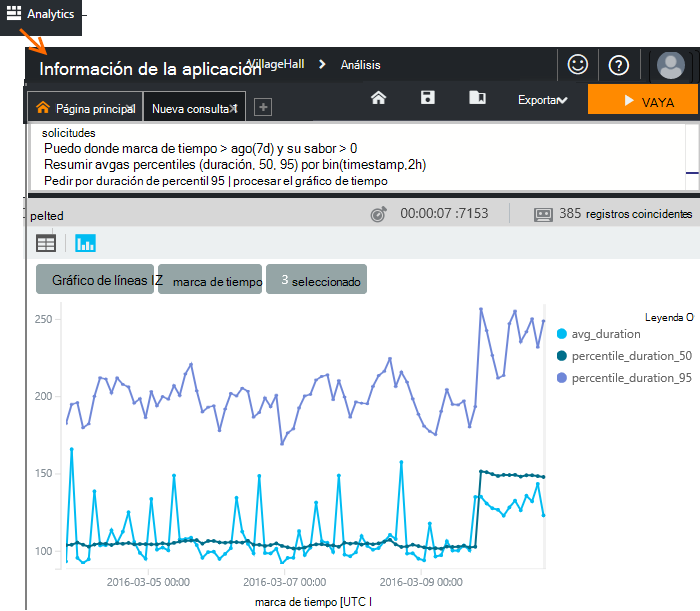 Analytics
Información de la aplicación
VillageHall
Análisis
Página principal
Nueva consulta 1
Exportar
VAYA
solicitudes
Puedo donde marca de tiempo > ago(7d) y su sabor > 0
Resumir avgas percentiles (duración, 50, 95) por bin(timestamp,2h)
Pedir por duración de percentil 95 | procesar el gráfico de tiempo
pelted
00:00:07 :7153
385 registros coincidentes
Gráfico de líneas IZ
marca de tiempo
3 seleccionado
Leyenda O
avg_duration
percentile_duration_50
percentile_duration_95
250
200
150
100
2016-03-05 00:00
2016-03-07 00:00
2016-03-09 00:00
marca de tiempo [UTC I